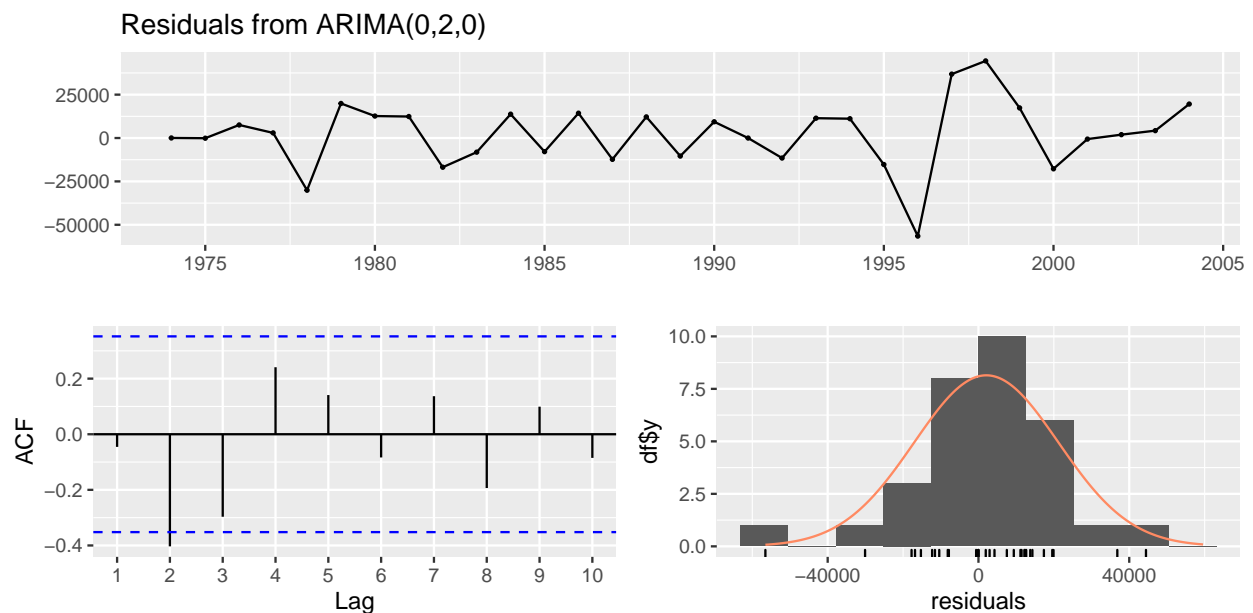 Residuals from ARIMA(0,2,0)
25000
0
−25000
−50000
1975 1980 1985 1990 1995 2000 2005
ACF
0.2
0.0
−0.2
−0.4
1 2 3 4 5 6 7 8 9 10
Lag
df$y
10.0
7.5
5.0
2.5
0.0
−40000 0 40000
residuals